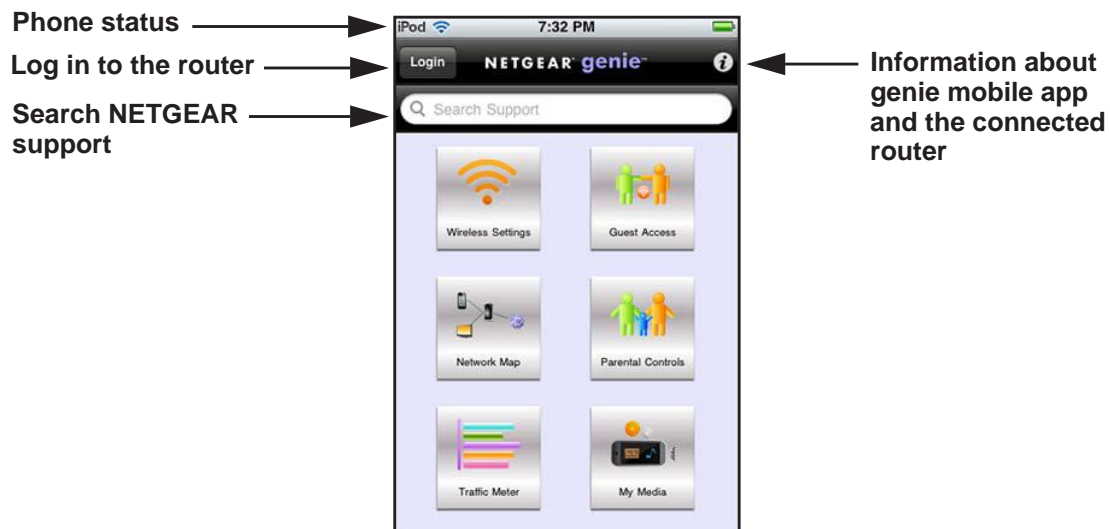 Phone status
Log in to the router
Search NETGEAR
support
iPod 7:32 PM
Login NETGEAR genie™
Search Support
Information about
genie mobile app
and the connected
router
Wireless Settings
Guest Access
Network Map
Parental Controls
Traffic Meter
My Media